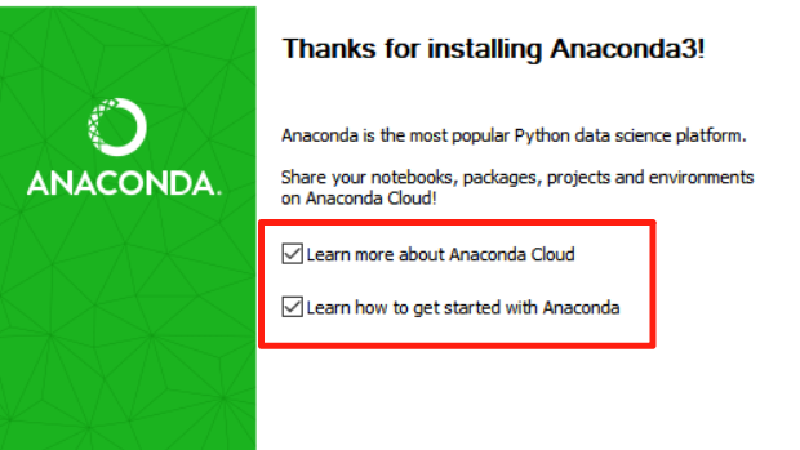 Thanks for installing Anaconda3!
ANACONDA.
Anaconda is the most popular Python data science platform.
Share your notebooks, packages, projects and environments
on Anaconda Cloud!
Learn more about Anaconda Cloud
Learn how to get started with Anaconda